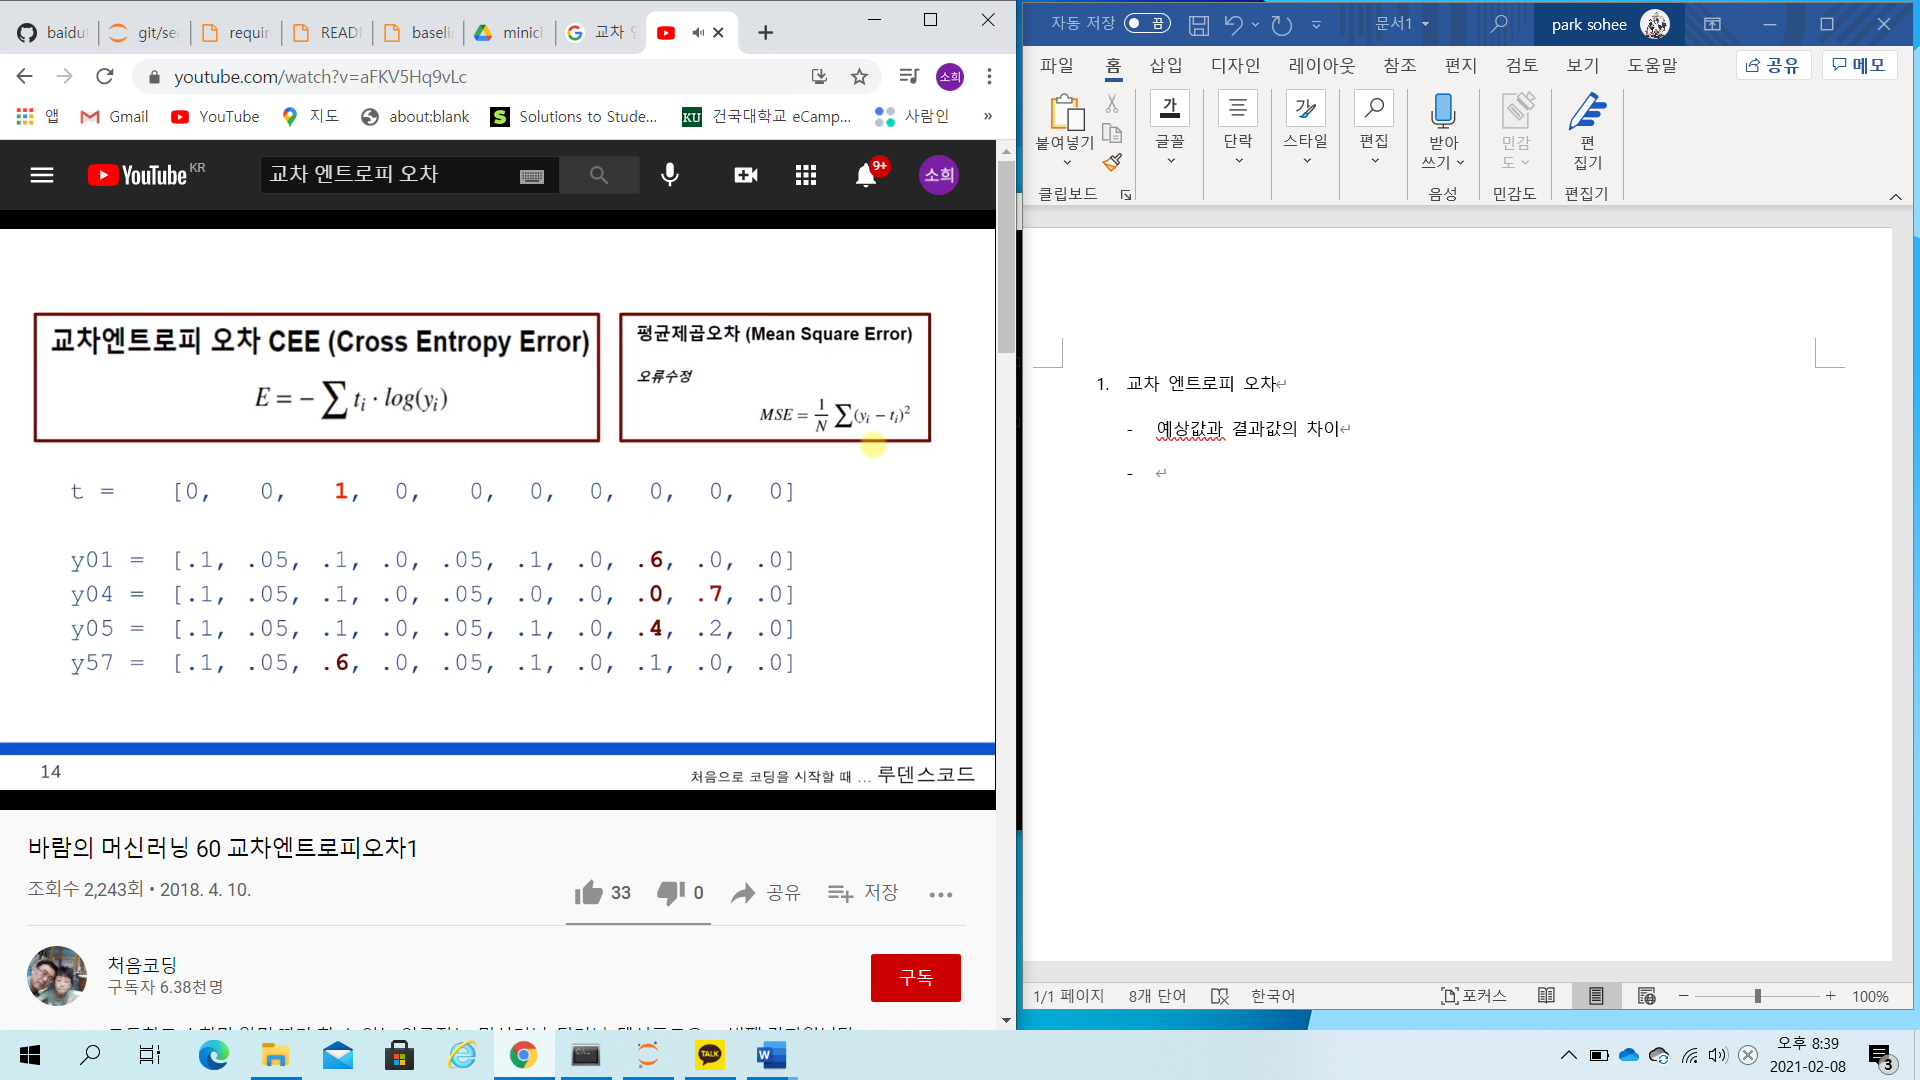 baidu
git/se
requir
READ
baseli
minici
교차
youtube.com/watch?v=aFKV5Hq9vLc
소희
앱
Gmail
YouTube
지도
about:blank
Solutions to Stude...
KU 건국대학교 eCamp...
사람인
»
YouTube KR
교차 엔트로피 오차
9+
소희
교차엔트로피 오차 CEE (Cross Entropy Error)
E = − ∑ tᵢ · log(yᵢ)
평균제곱오차 (Mean Square Error)
오류수정
MSE = 1/N ∑(yᵢ − tᵢ)²
t = [0, 0, 1, 0, 0, 0, 0, 0, 0, 0]
y01 = [.1, .05, .1, .0, .05, .1, .0, .6, .0, .0]
y04 = [.1, .05, .1, .0, .05, .0, .0, .0, .7, .0]
y05 = [.1, .05, .1, .0, .05, .1, .0, .4, .2, .0]
y57 = [.1, .05, .6, .0, .05, .1, .0, .1, .0, .0]
14
처음으로 코딩을 시작할 때 ... 루덴스코드
바람의 머신러닝 60 교차엔트로피오차1
조회수 2,243회 • 2018. 4. 10.
33
0
공유
저장
처음코딩
구독자 6.38천명
구독
자동 저장 끔
문서1
park sohee
파일 홈 삽입 디자인 레이아웃 참조 편지 검토 보기 도움말
공유
메모
붙여넣기
가
글꼴
단락
가
스타일
편집
받아
쓰기
민감
도
편
집기
클립보드
음성
민감도
편집기
1. 교차 엔트로피 오차
- 예상값과 결과값의 차이
-
1/1 페이지
8개 단어
한국어
포커스
100%
TALK
오후 8:39
2021-02-08
3